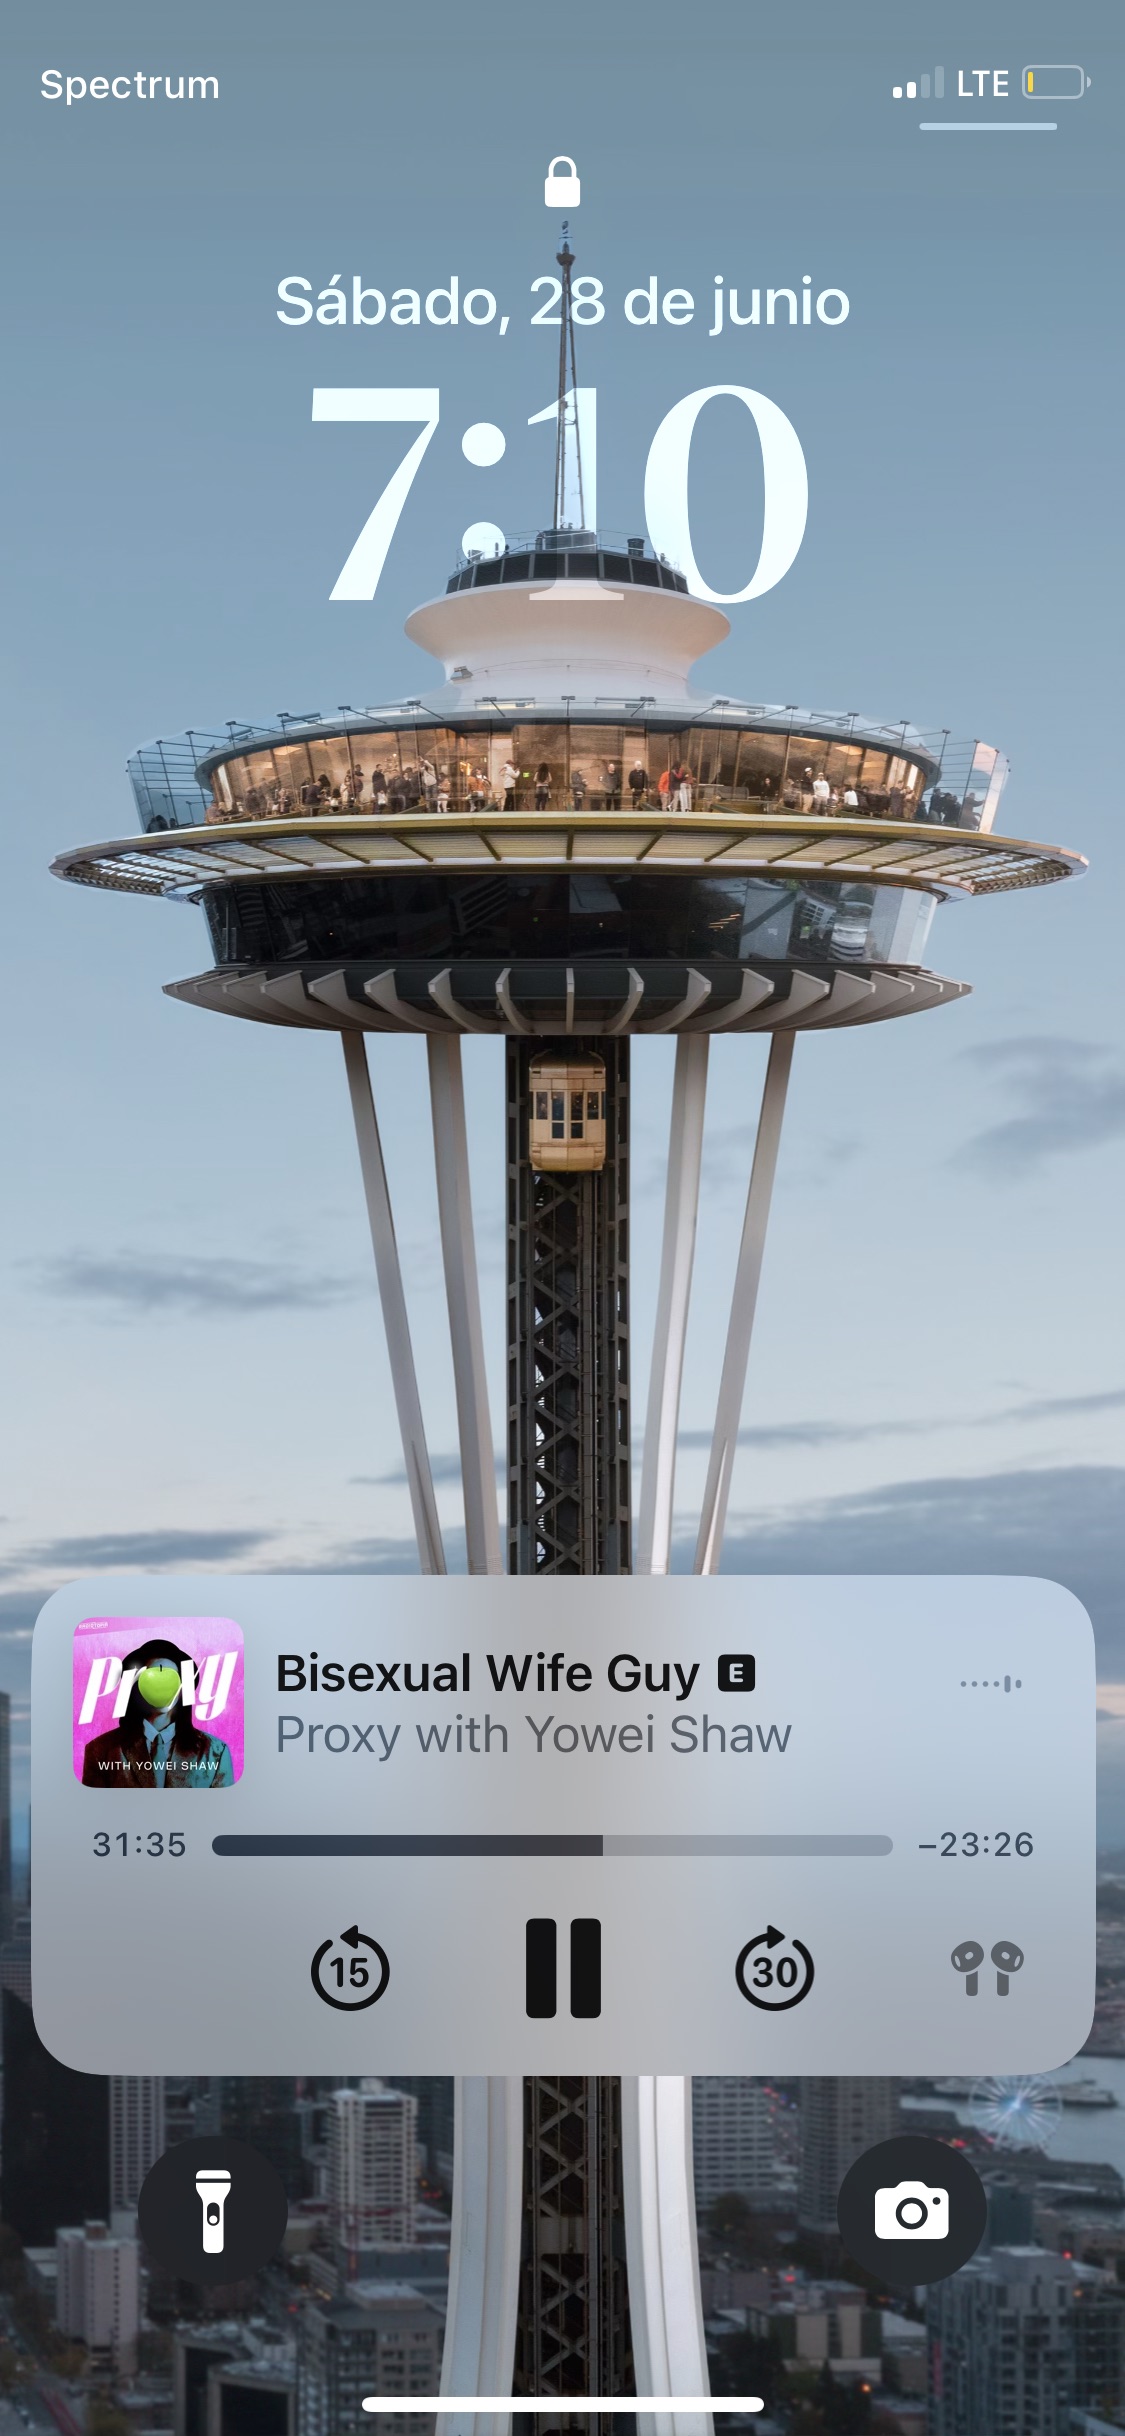 Spectrum LTE
Sábado, 28 de junio
7:10
Proxy
WITH YOWEI SHAW
Bisexual Wife Guy E
Proxy with Yowei Shaw
31:35 –23:26
15 30